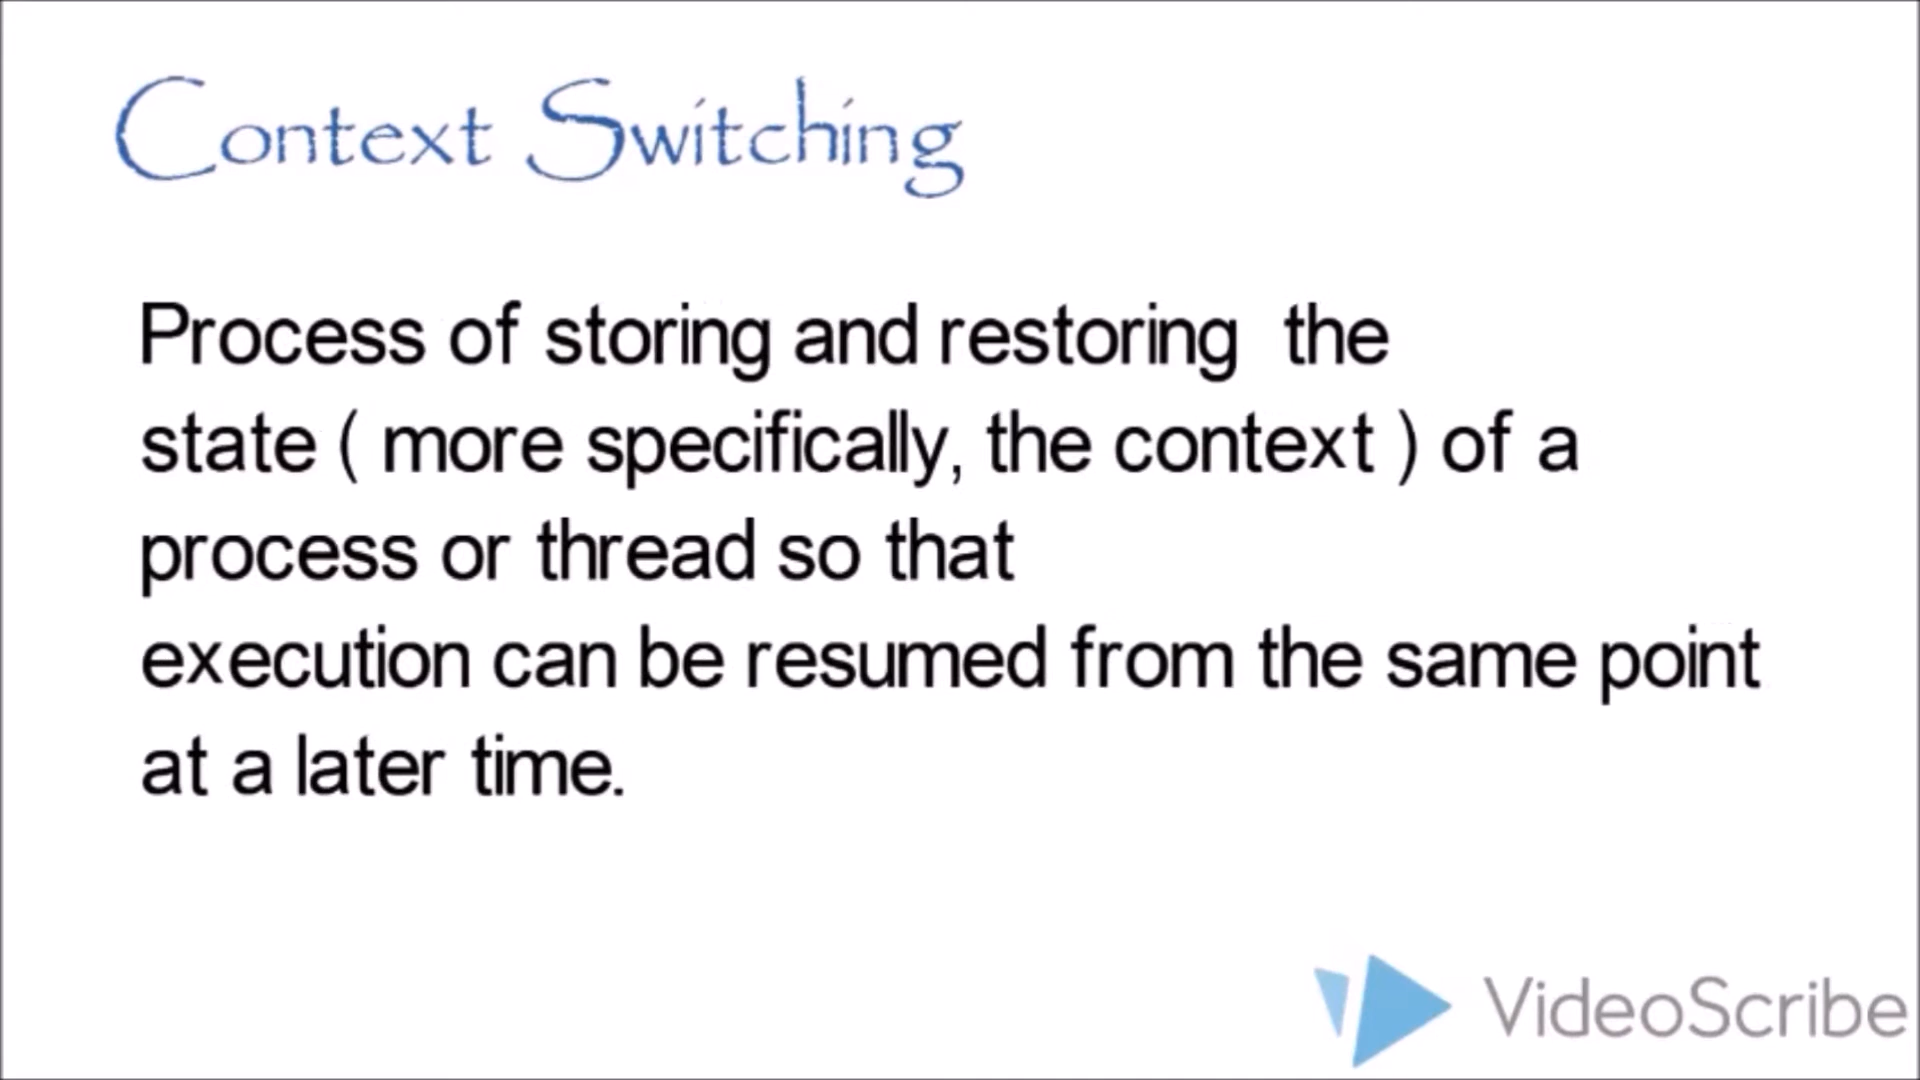 Context Switching
Process of storing and restoring  the
state ( more specifically, the context ) of a
process or thread so that
execution can be resumed from the same point
at a later time.
VideoScribe